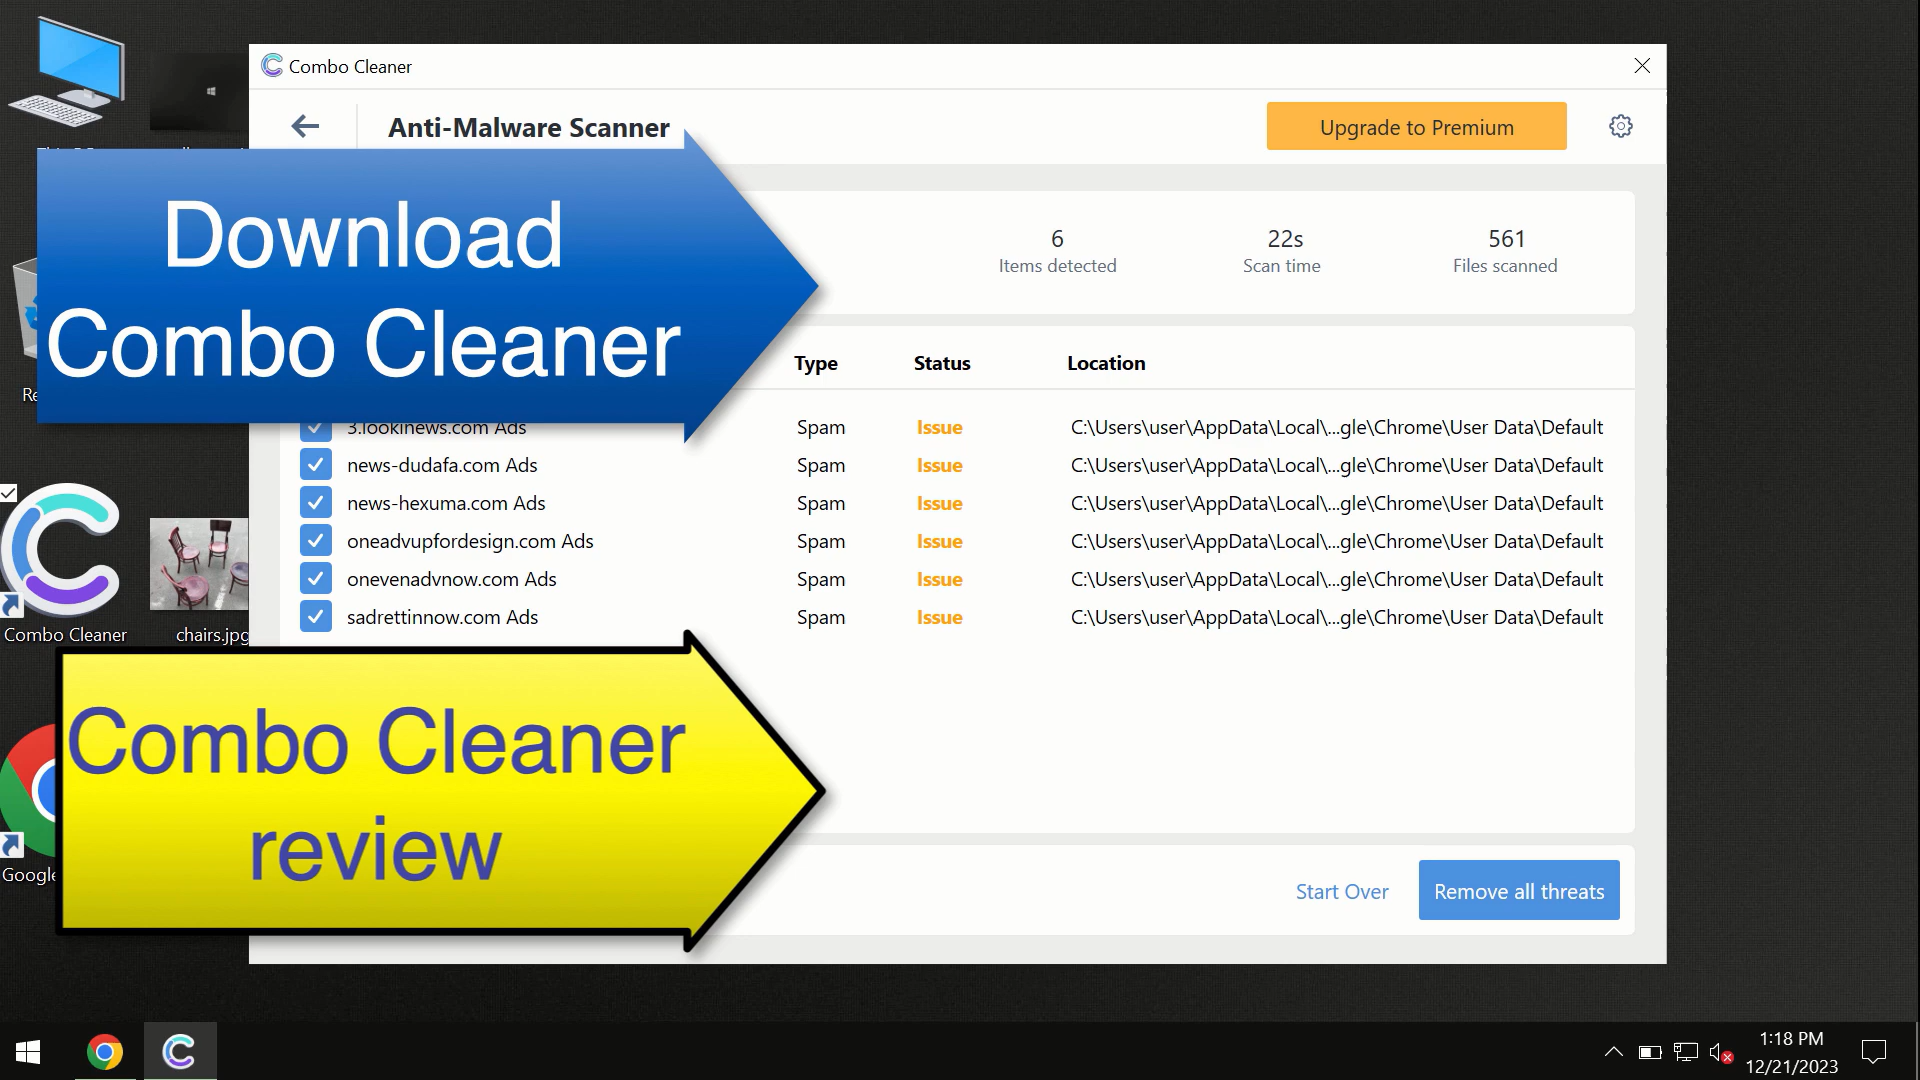 Combo Cleaner
Anti-Malware Scanner
Upgrade to Premium
Download
Combo Cleaner
6
Items detected
22s
Scan time
561
Files scanned
Type Status Location
3.lookinews.com Ads Spam Issue C:\Users\user\AppData\Local\...gle\Chrome\User Data\Default
news-dudafa.com Ads Spam Issue C:\Users\user\AppData\Local\...gle\Chrome\User Data\Default
news-hexuma.com Ads Spam Issue C:\Users\user\AppData\Local\...gle\Chrome\User Data\Default
oneadvupfordesign.com Ads Spam Issue C:\Users\user\AppData\Local\...gle\Chrome\User Data\Default
onevenadvnow.com Ads Spam Issue C:\Users\user\AppData\Local\...gle\Chrome\User Data\Default
sadrettinnow.com Ads Spam Issue C:\Users\user\AppData\Local\...gle\Chrome\User Data\Default
Combo Cleaner
chairs.jpg
Combo Cleaner
review
Google
Start Over
Remove all threats
1:18 PM
12/21/2023